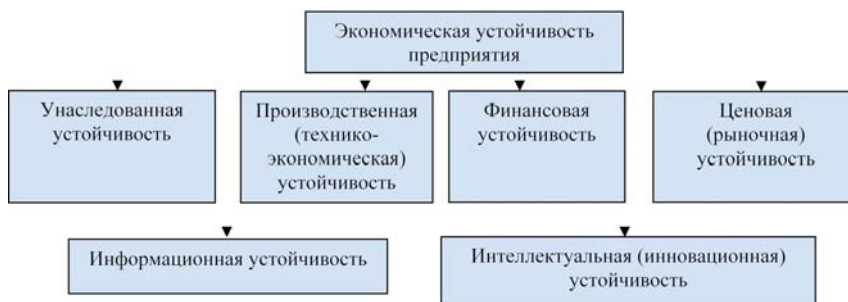 Экономическая устойчивость
предприятия
Унаследованная
устойчивость
Производственная
(технико-
экономическая)
устойчивость
Финансовая
устойчивость
Ценовая
(рыночная)
устойчивость
Информационная устойчивость
Интеллектуальная (инновационная)
устойчивость